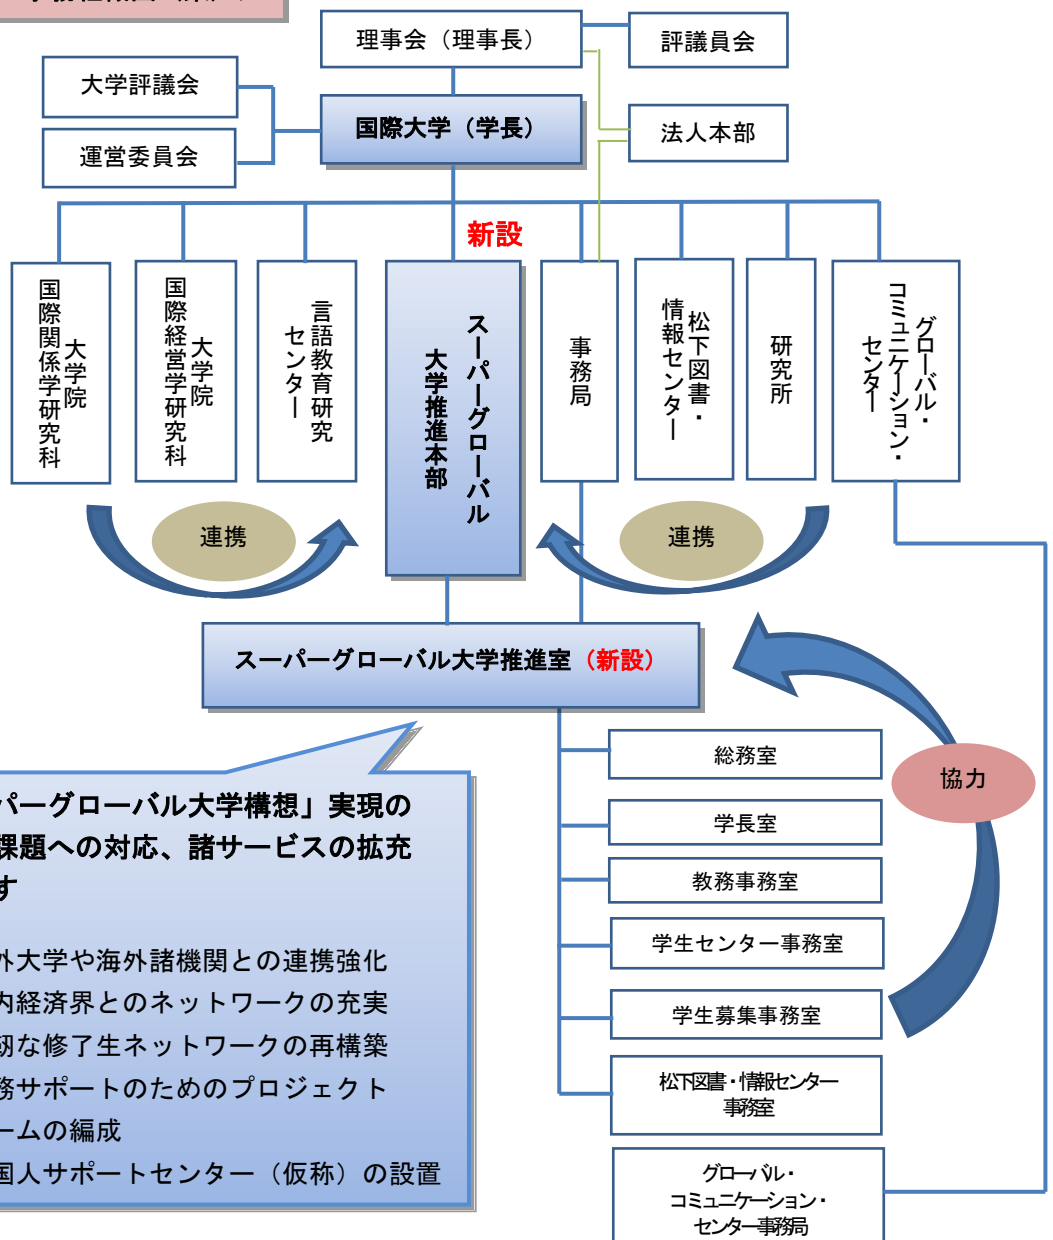 理事会（理事長）
評議員会
大学評議会
国際大学（学長）
法人本部
運営委員会
新設
大学院
国際関係学研究科
大学院
国際経営学研究科
言語教育研究
センター
スーパーグローバル
大学推進本部
事務局
松下図書・
情報センター
研究所
グローバル・
コミュニケーション・
センター
連携
連携
スーパーグローバル大学推進室（新設）
総務室
学長室
教務事務室
学生センター事務室
学生募集事務室
松下図書・情報センター
事務室
グローバル・
コミュニケーション・
センター事務局
協力
パーグローバル大学構想」実現の
課題への対応、諸サービスの拡充
す
外大学や海外諸機関との連携強化
内経済界とのネットワークの充実
な修了生ネットワークの再構築
務サポートのためのプロジェクト
ームの編成
国人サポートセンター（仮称）の設置